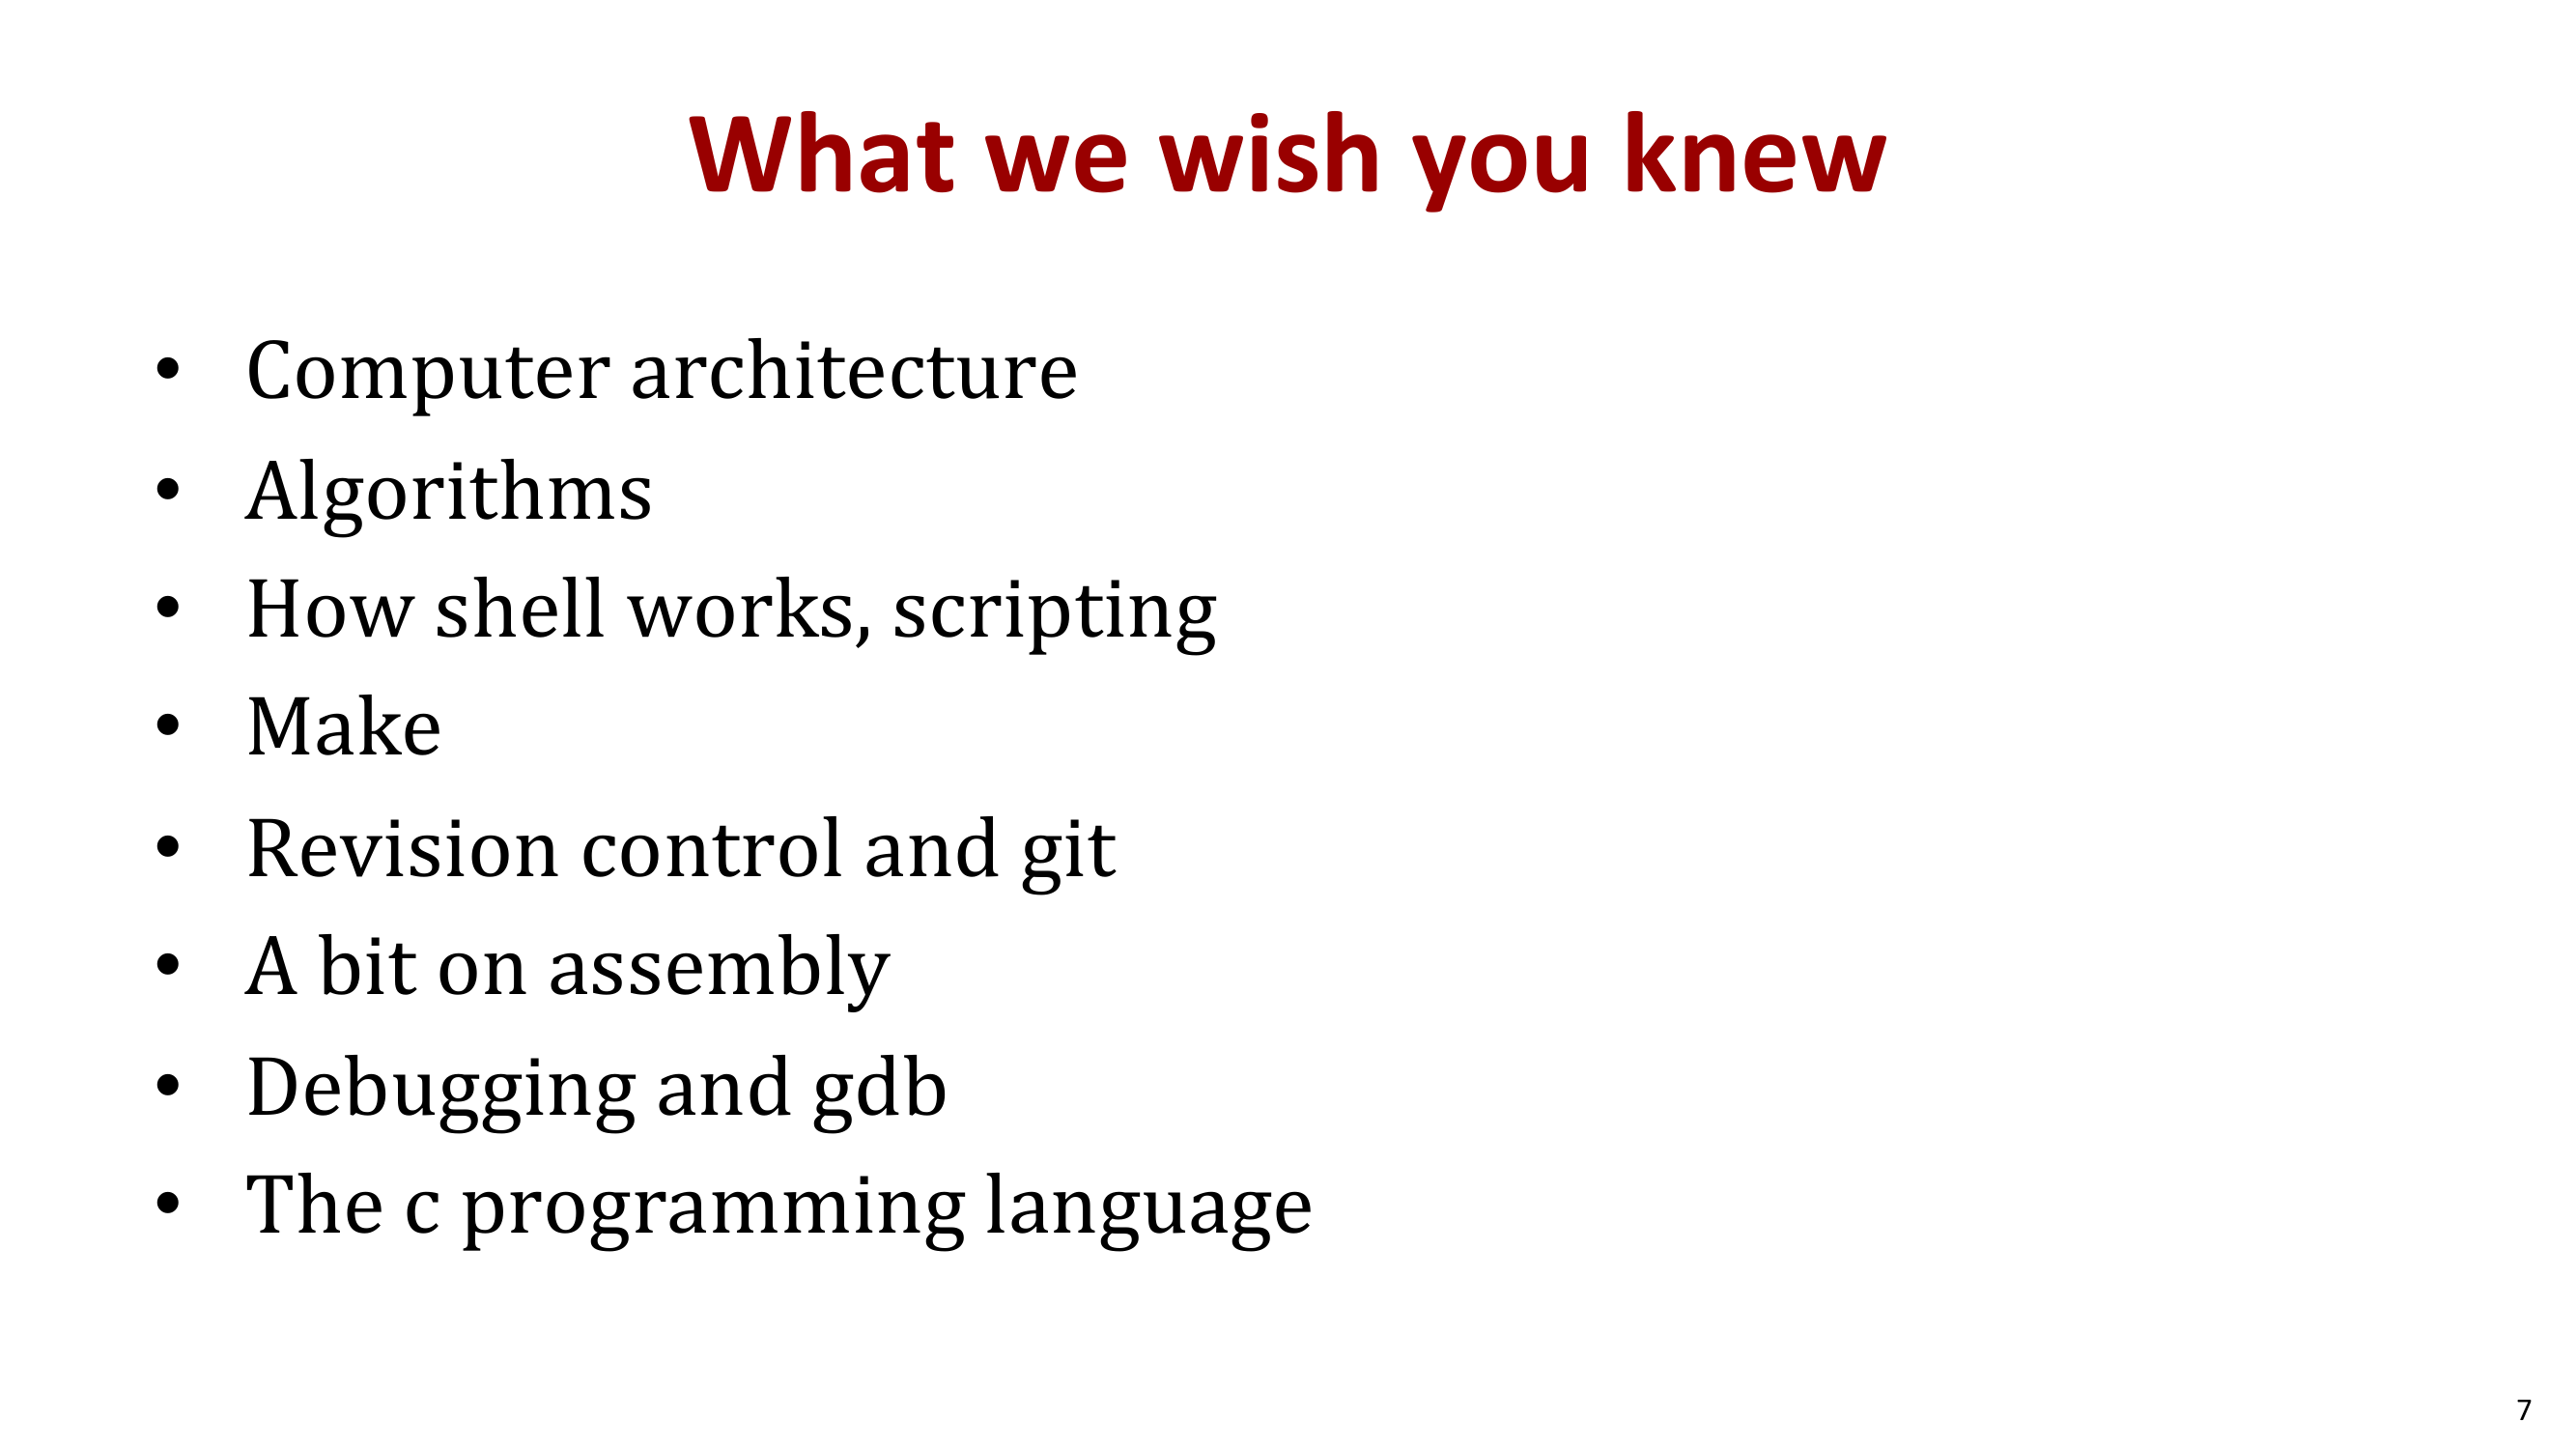 What we wish you knew
• Computer architecture
• Algorithms
• How shell works, scripting
• Make
• Revision control and git
• A bit on assembly
• Debugging and gdb
• The c programming language
7